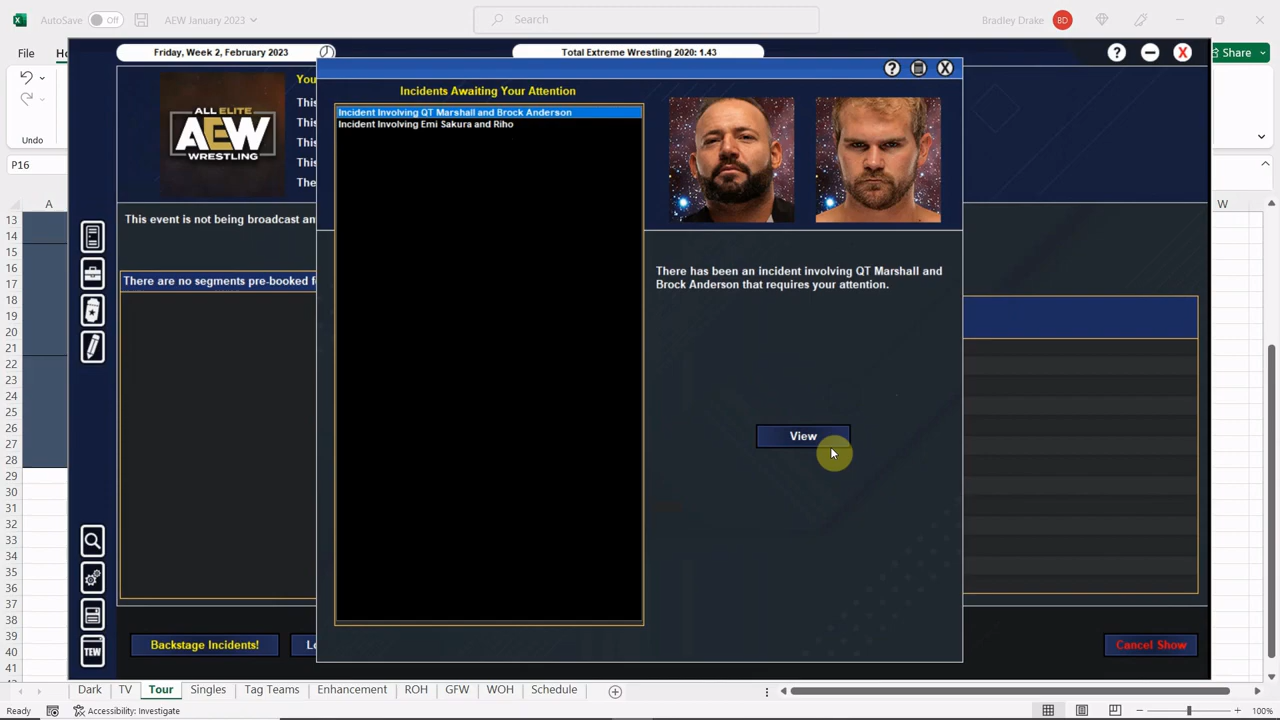 AutoSave
Off
AEW January 2023
Search
Bradley Drake
BD
File
Share
Friday, Week 2, February 2023
Total Extreme Wrestling 2020: 1.43
?
X
Undo
P16
A
W
13
14
15
16
17
18
19
20
21
22
23
24
25
26
27
28
29
30
31
32
33
34
35
36
37
38
39
40
41
ALL ELITE
AEW
WRESTLING
You
This
This
This
This
The
This event is not being broadcast an
There are no segments pre-booked f
?
X
Incidents Awaiting Your Attention
Incident Involving QT Marshall and Brock Anderson
Incident Involving Emi Sakura and Riho
There has been an incident involving QT Marshall and
Brock Anderson that requires your attention.
View
TEW
Backstage Incidents!
Lo
Cancel Show
Dark
TV
Tour
Singles
Tag Teams
Enhancement
ROH
GFW
WOH
Schedule
Ready
Accessibility: Investigate
100%